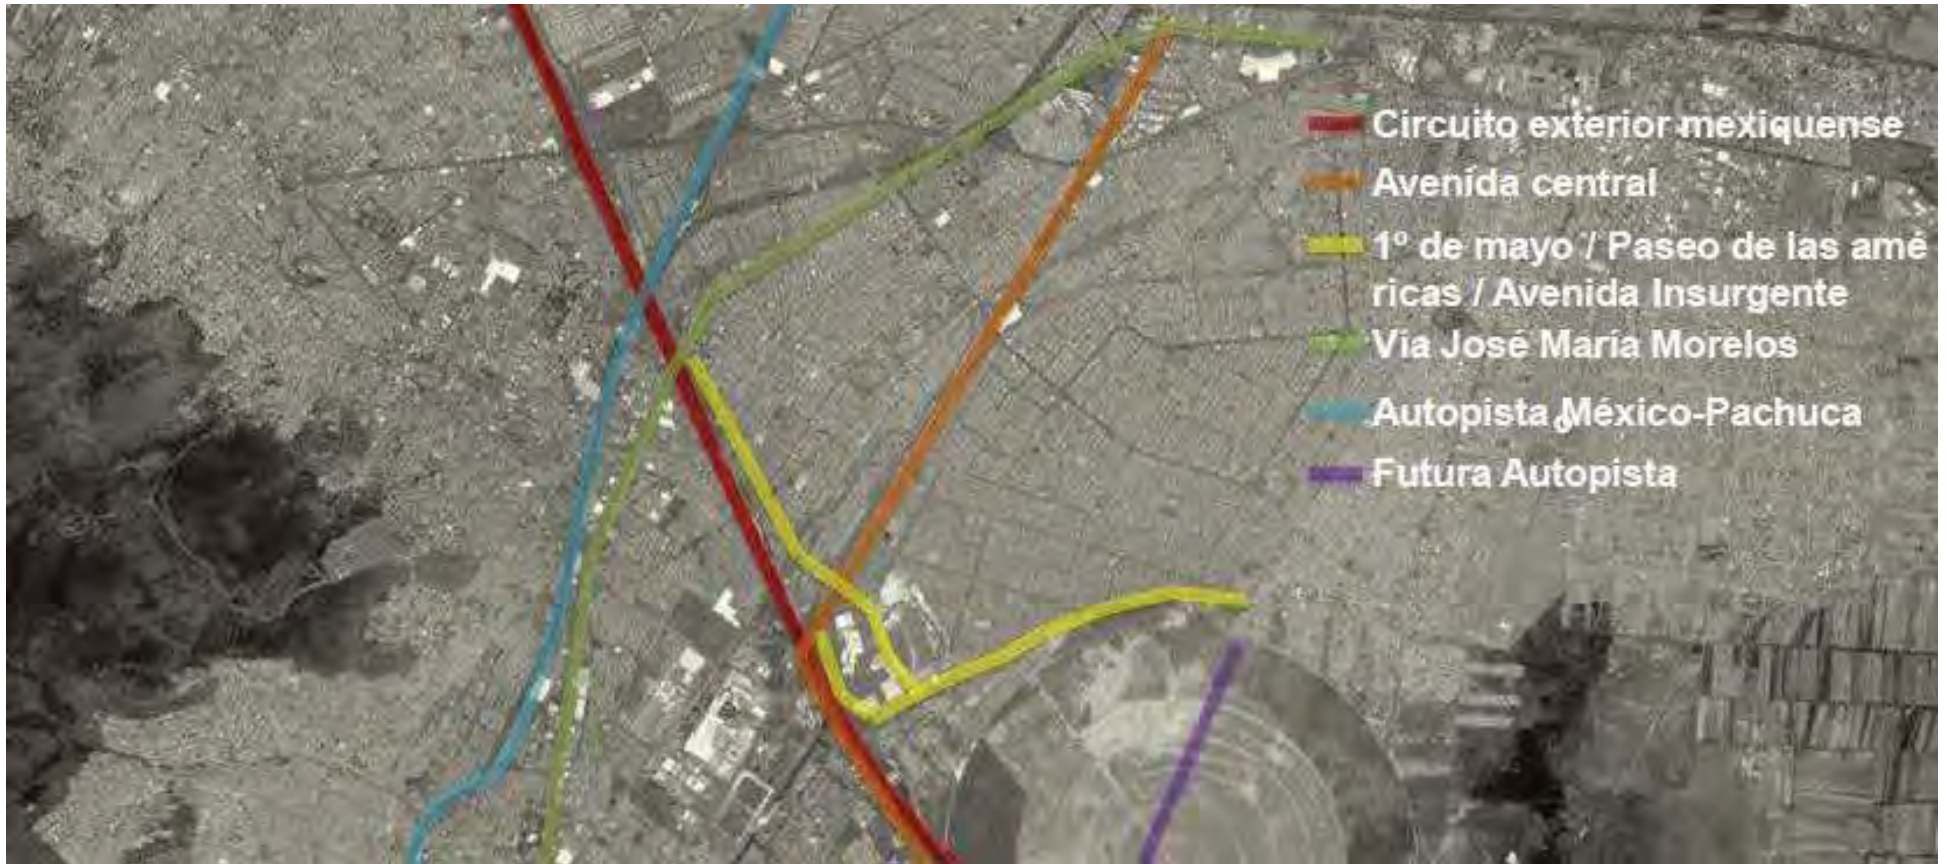 Circuito exterior mexiquense
Avenida central
1º de mayo / Paseo de las amé
ricas / Avenida Insurgente
Via José María Morelos
Autopista México-Pachuca
Futura Autopista